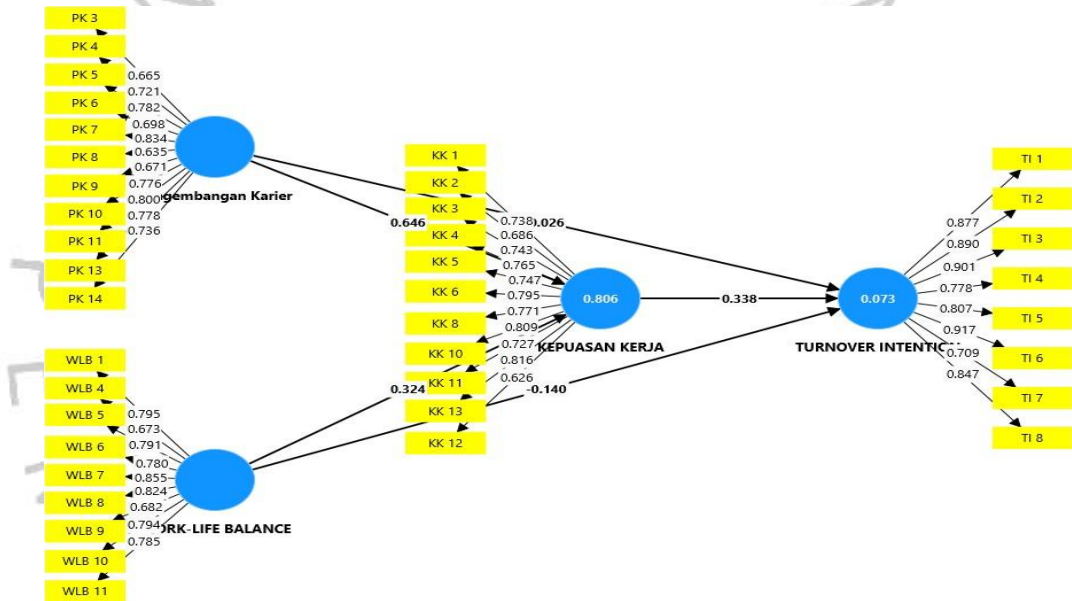 PK 3
PK 4
PK 5
PK 6
PK 7
PK 8
PK 9
PK 10
PK 11
PK 13
PK 14
0.665
0.721
0.782
0.698
0.834
0.635
0.671
0.776
0.800
0.778
0.736
gembangan Karier
WLB 1
WLB 4
WLB 5
WLB 6
WLB 7
WLB 8
WLB 9
WLB 10
WLB 11
0.795
0.673
0.791
0.780
0.855
0.824
0.682
0.794
0.785
ORK-LIFE BALANCE
0.646
0.324
KK 1
KK 2
KK 3
KK 4
KK 5
KK 6
KK 8
KK 10
KK 11
KK 13
KK 12
0.738
0.686
0.743
0.765
0.747
0.795
0.771
0.809
0.727
0.816
0.626
0.806
KEPUASAN KERJA
0.026
0.338
-0.140
0.073
TURNOVER INTENTION
0.877
0.890
0.901
0.778
0.807
0.917
0.709
0.847
TI 1
TI 2
TI 3
TI 4
TI 5
TI 6
TI 7
TI 8